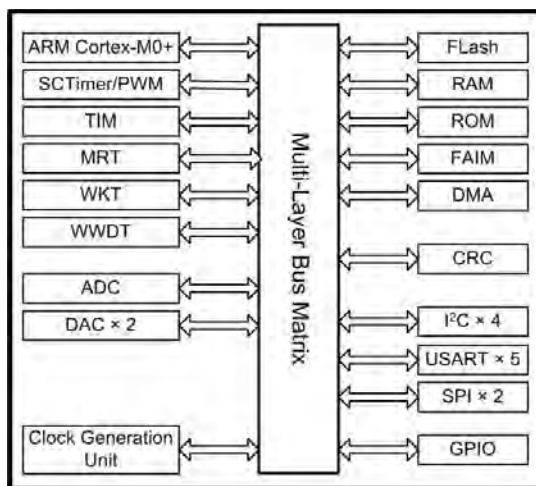 ARM Cortex-M0+
SCTimer/PWM
TIM
MRT
WKT
WWDT
ADC
DAC × 2
Clock Generation
Unit
Multi-Layer Bus Matrix
FLash
RAM
ROM
FAIM
DMA
CRC
I²C × 4
USART × 5
SPI × 2
GPIO